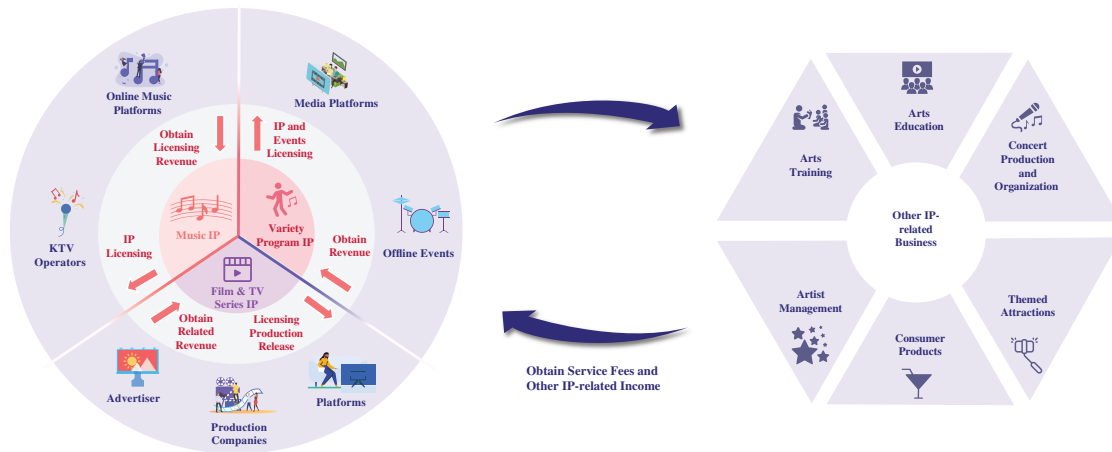 Online Music
Platforms
Media Platforms
Obtain
Licensing
Revenue
IP and
Events
Licensing
KTV
Operators
IP
Licensing
Music IP
Variety
Program IP
Obtain
Revenue
Offline Events
Film & TV
Series IP
Obtain
Related
Revenue
Licensing
Production
Release
Advertiser
Production
Companies
Platforms
Obtain Service Fees and
Other IP-related Income
Arts
Training
Arts
Education
Concert
Production
and
Organization
Other IP-
related
Business
Artist
Management
Consumer
Products
Themed
Attractions